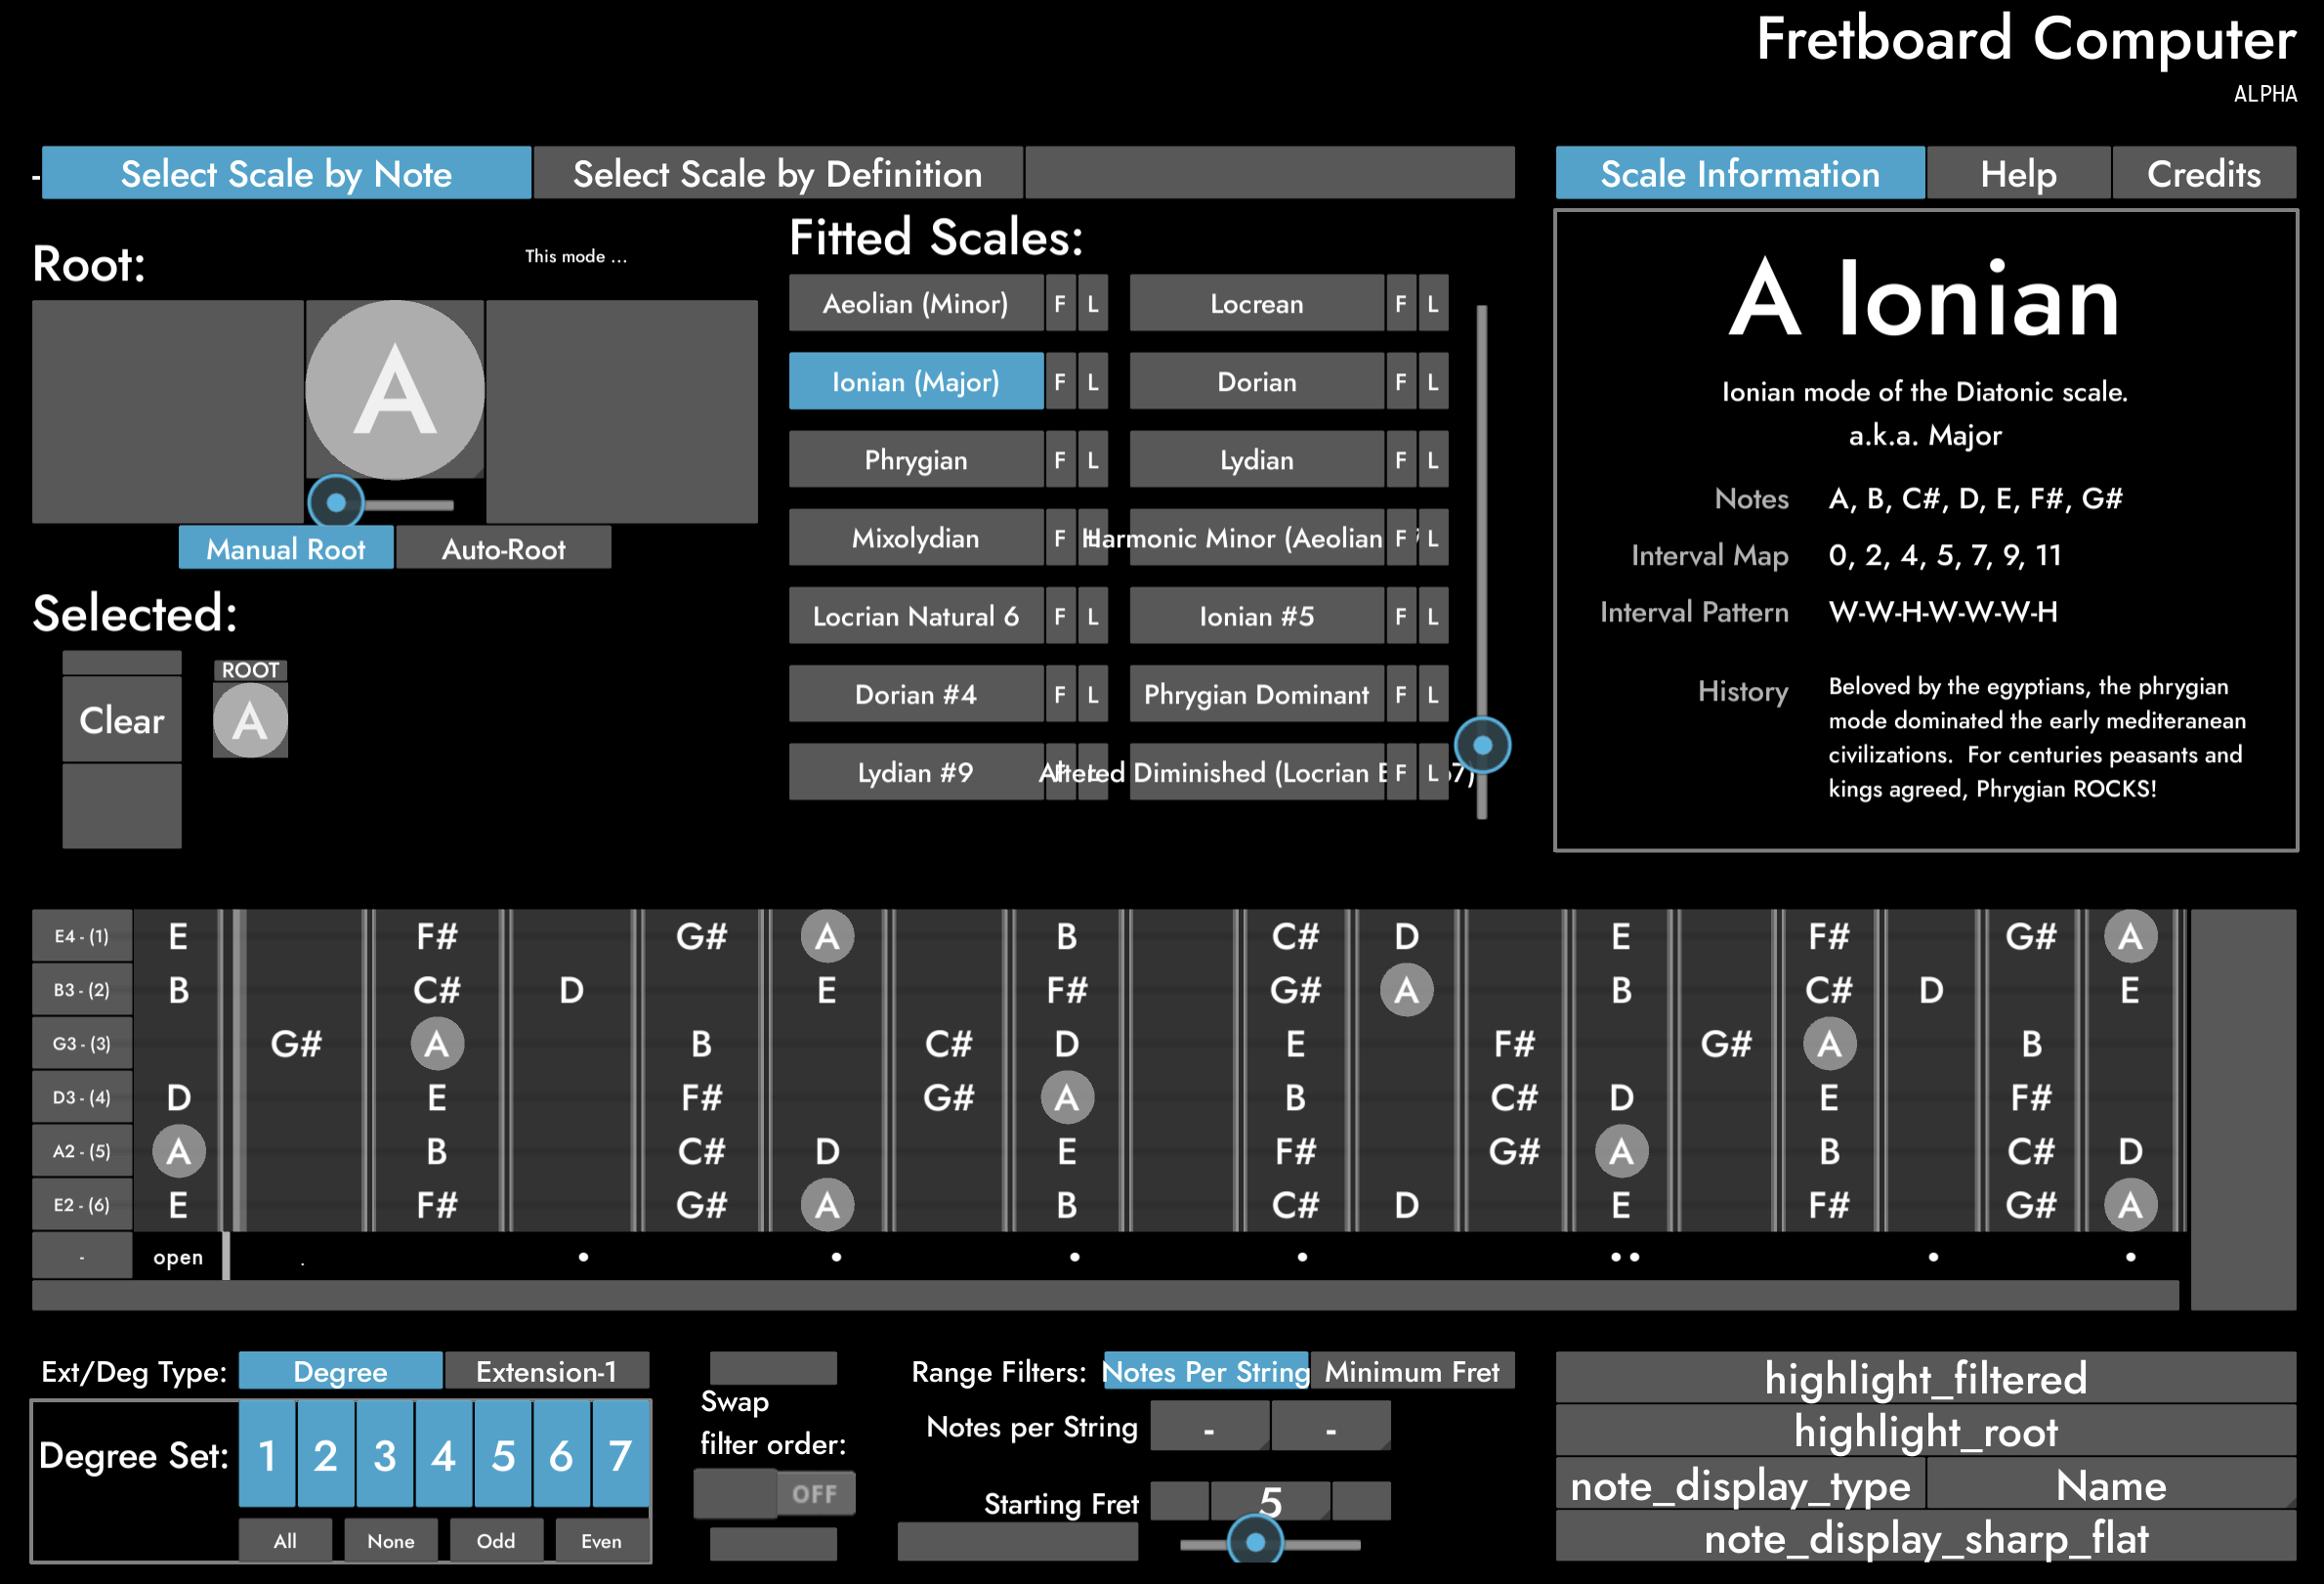 Fretboard Computer
ALPHA
- Select Scale by Note Select Scale by Definition
Scale Information Help Credits
Root:
This mode ...
A
Manual Root Auto-Root
Selected:
Clear
ROOT
A
Fitted Scales:
Aeolian (Minor) F L Locrean F L
Ionian (Major) F L Dorian F L
Phrygian F L Lydian F L
Mixolydian F L Harmonic Minor (Aeolian F L
Locrian Natural 6 F L Ionian #5 F L
Dorian #4 F L Phrygian Dominant F L
Lydian #9 F L Altered Diminished (Locrian F L
A Ionian
Ionian mode of the Diatonic scale.
a.k.a. Major
Notes A, B, C#, D, E, F#, G#
Interval Map 0, 2, 4, 5, 7, 9, 11
Interval Pattern W-W-H-W-W-W-H
History Beloved by the egyptians, the phrygian
mode dominated the early mediteranean
civilizations. For centuries peasants and
kings agreed, Phrygian ROCKS!
E4 - (1) E F# G# A B C# D E F# G# A
B3 - (2) B C# D E F# G# A B C# D E
G3 - (3) G# A B C# D E F# G# A B
D3 - (4) D E F# G# A B C# D E F#
A2 - (5) A B C# D E F# G# A B C# D
E2 - (6) E F# G# A B C# D E F# G# A
- open
Ext/Deg Type: Degree Extension-1
Degree Set: 1 2 3 4 5 6 7
All None Odd Even
Swap
filter order:
OFF
Range Filters: Notes Per String Minimum Fret
Notes per String - -
Starting Fret 5
highlight_filtered
highlight_root
note_display_type Name
note_display_sharp_flat